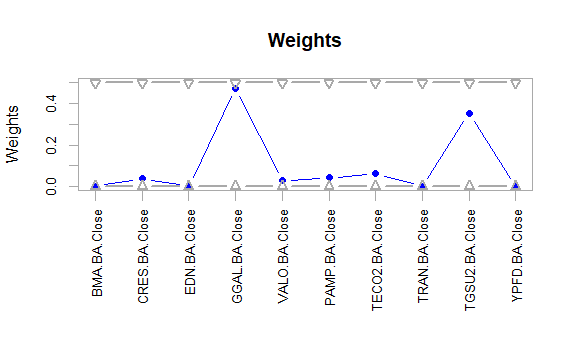 Weights
Weights
0.4
0.2
0.0
BMA.BA.Close
CRES.BA.Close
EDN.BA.Close
GGAL.BA.Close
VALO.BA.Close
PAMP.BA.Close
TECO2.BA.Close
TRAN.BA.Close
TGSU2.BA.Close
YPFD.BA.Close